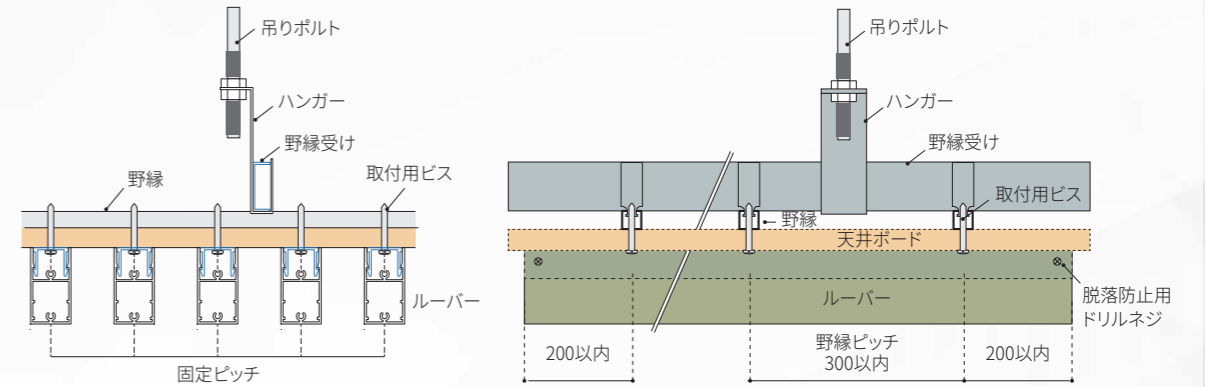 吊りボルト
ハンガー
野縁受け
野縁
取付用ビス
ルーバー
固定ピッチ
吊りボルト
ハンガー
野縁受け
取付用ビス
野縁
天井ボード
ルーバー
脱落防止用
ドリルネジ
200以内
野縁ピッチ
300以内
200以内